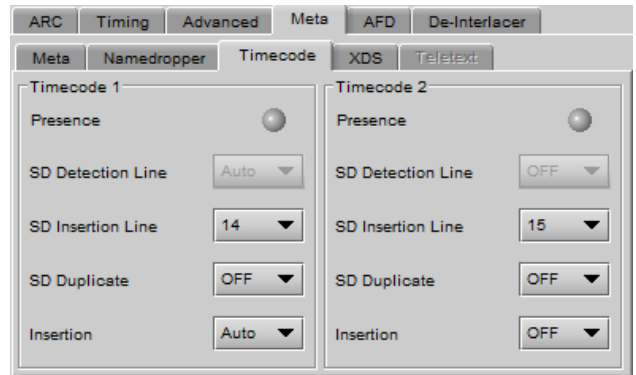 ARC Timing Advanced Meta AFD De-Interlacer
Meta Namedropper Timecode XDS Teletext
Timecode 1
Presence
SD Detection Line Auto
SD Insertion Line 14
SD Duplicate OFF
Insertion Auto
Timecode 2
Presence
SD Detection Line OFF
SD Insertion Line 15
SD Duplicate OFF
Insertion OFF